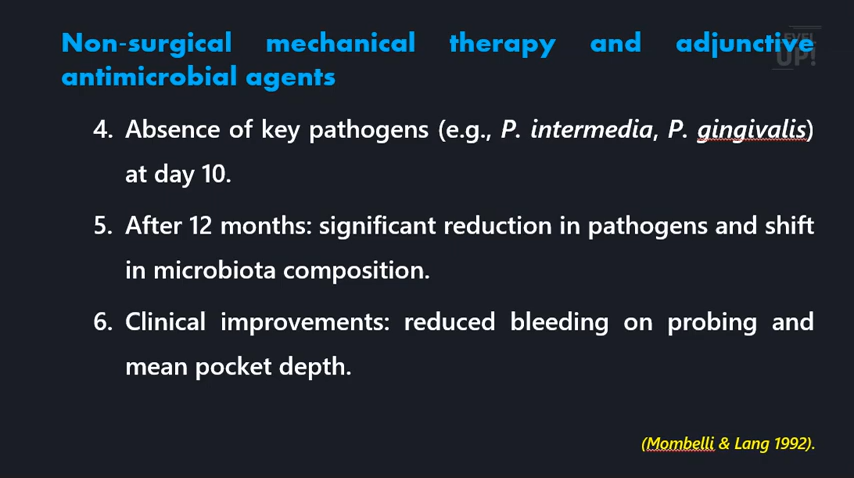 Non-surgical mechanical therapy and adjunctive
antimicrobial agents
UP!
4. Absence of key pathogens (e.g., P. intermedia, P. gingivalis)
at day 10.
5. After 12 months: significant reduction in pathogens and shift
in microbiota composition.
6. Clinical improvements: reduced bleeding on probing and
mean pocket depth.
(Mombelli & Lang 1992).